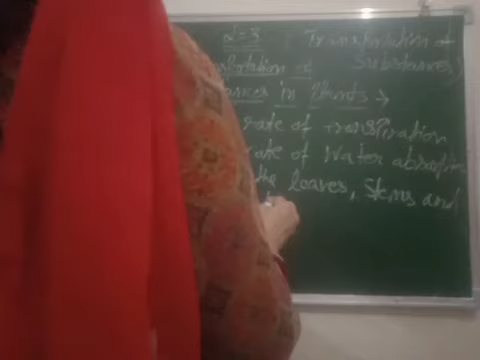 L=3 ( Transportation of Substances)
Transportation of
Substances in Plants →
rate of Transpiration
rate of Water absorption
the leaves, Stems and